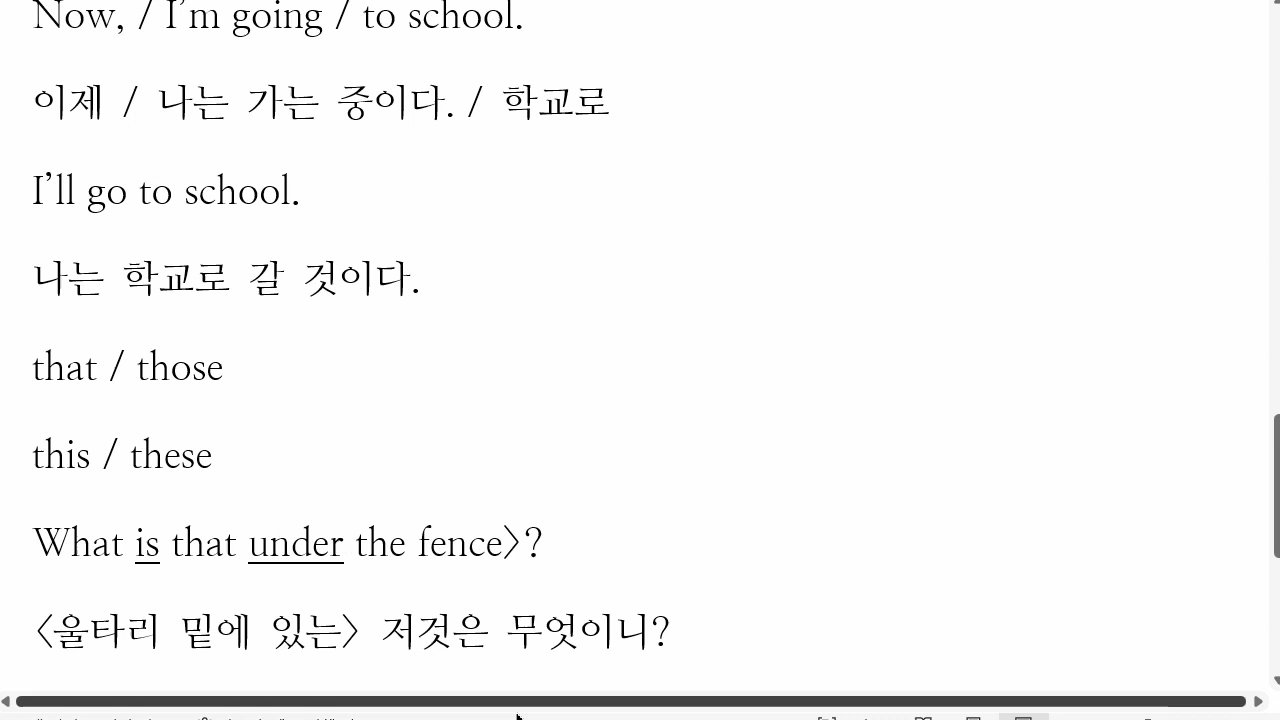 Now, / I’m going / to school.
이제 / 나는 가는 중이다. / 학교로
I’ll go to school.
나는 학교로 갈 것이다.
that / those
this / these
What is that under the fence〉?
〈울타리 밑에 있는〉 저것은 무엇이니?